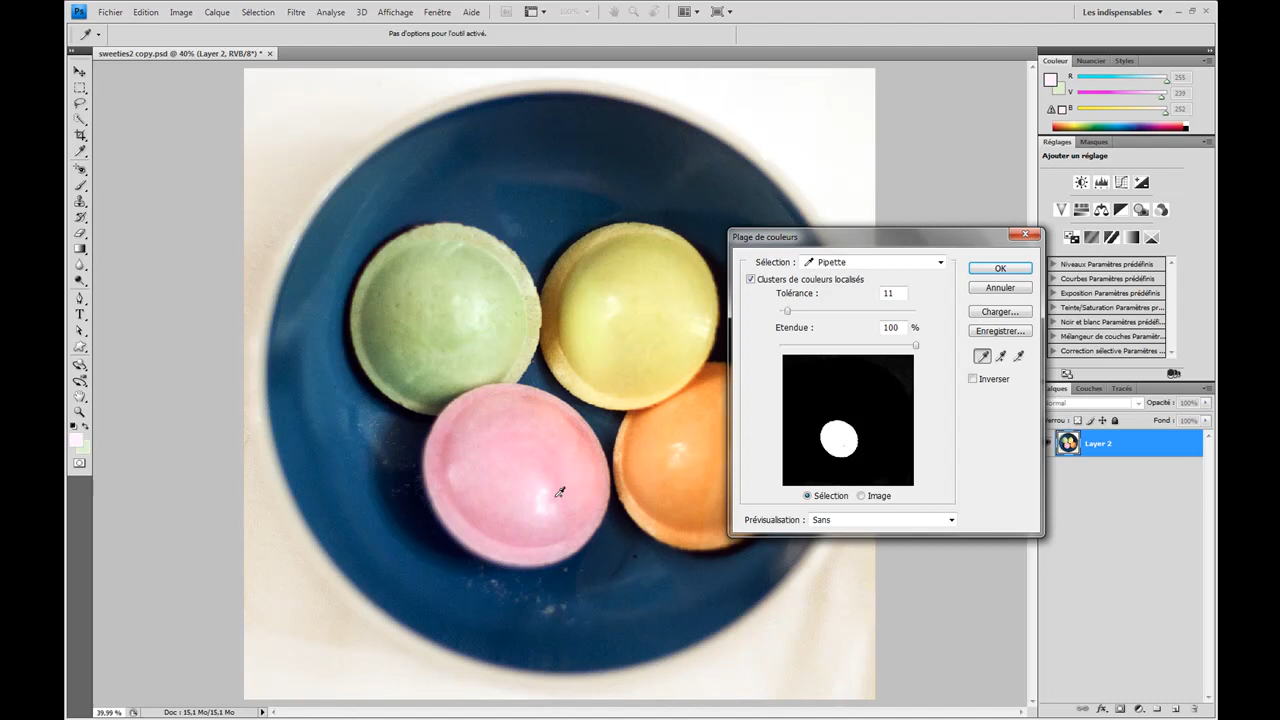 Ps Fichier Edition Image Calque Sélection Filtre Analyse 3D Affichage Fenêtre Aide 100% Les indispensables
Pas d'options pour l'outil activé.
sweeties2 copy.psd @ 40% (Layer 2, RVB/8*) *
Couleur Nuancier Styles
R 255
V 239
B 252
Réglages Masques
Ajouter un réglage
Niveaux Paramètres prédéfinis
Courbes Paramètres prédéfinis
Exposition Paramètres prédéfinis
Teinte/Saturation Paramètres pr...
Noir et blanc Paramètres prédéfinis
Mélangeur de couches Paramètr...
Correction sélective Paramètres ...
Calques Couches Tracés
Normal Opacité : 100%
Verrou : Fond : 100%
Layer 2
Plage de couleurs
Sélection : Pipette
Clusters de couleurs localisés
Tolérance : 11
Etendue : 100 %
Sélection Image
Prévisualisation : Sans
OK
Annuler
Charger...
Enregistrer...
Inverser
39,99 % Doc : 15,1 Mo/15,1 Mo